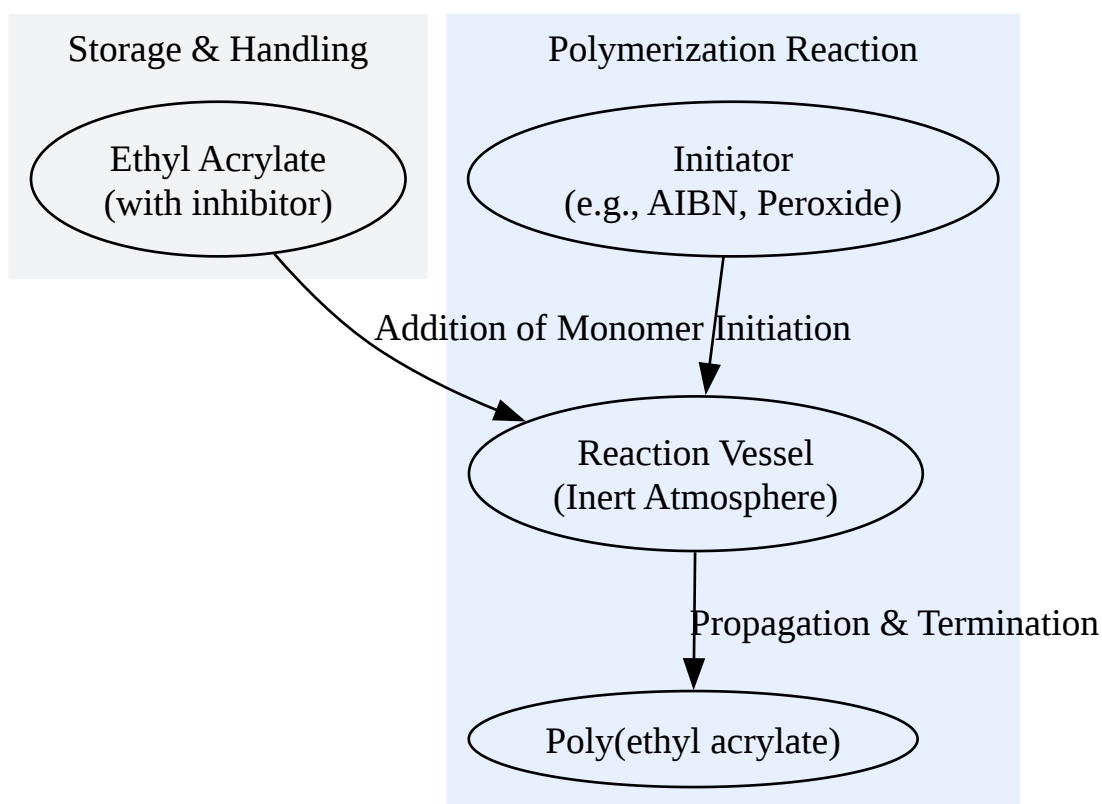 Storage & Handling
Polymerization Reaction
Ethyl Acrylate
(with inhibitor)
Initiator
(e.g., AIBN, Peroxide)
Addition of Monomer
Initiation
Reaction Vessel
(Inert Atmosphere)
Propagation & Termination
Poly(ethyl acrylate)